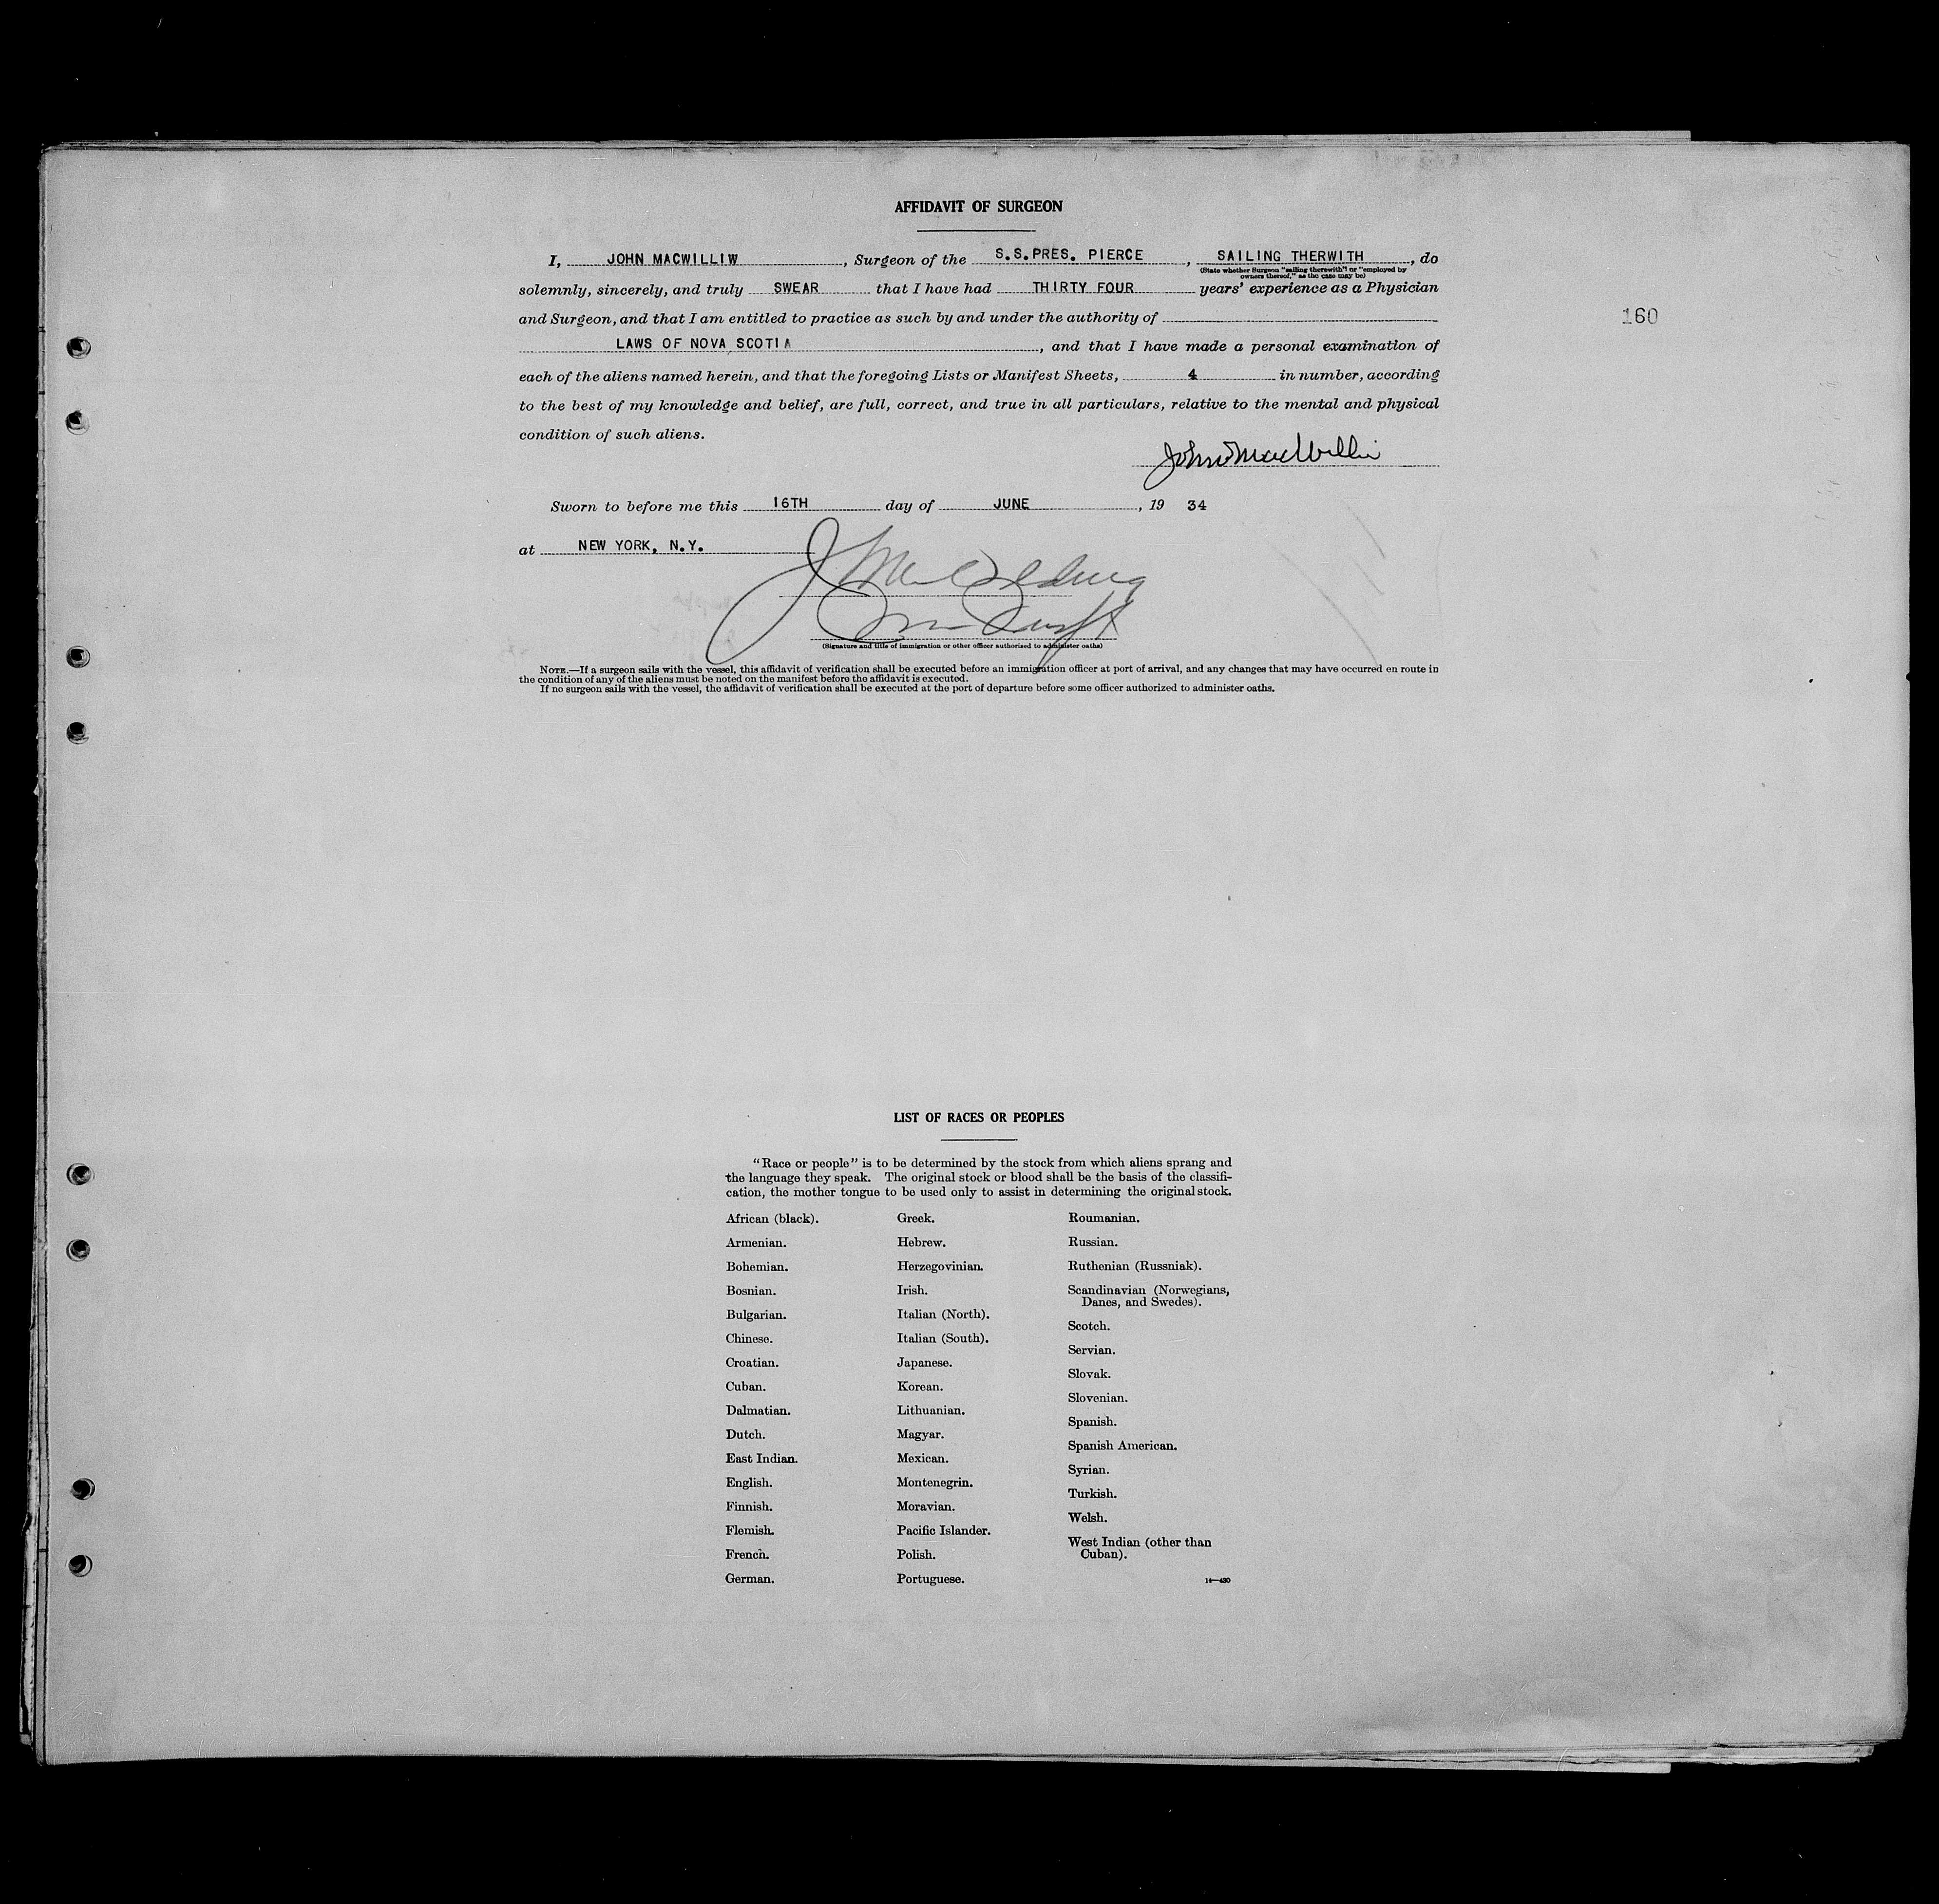 AFFIDAVIT OF SURGEON
I, JOHN MACWILLIW, Surgeon of the S.S.PRES. PIERCE, SAILING THERWITH, do
(State whether Surgeon "sailing therewith" or "employed by
owners thereof," as the case may be)
solemnly, sincerely, and truly SWEAR that I have had THIRTY FOUR years' experience as a Physician
160
and Surgeon, and that I am entitled to practice as such by and under the authority of
LAWS OF NOVA SCOTIA, and that I have made a personal examination of
each of the aliens named herein, and that the foregoing Lists or Manifest Sheets, 4 in number, according
to the best of my knowledge and belief, are full, correct, and true in all particulars, relative to the mental and physical
condition of such aliens.
John MacWillie
Sworn to before me this 16TH day of JUNE, 19 34
at NEW YORK, N.Y.
(Signature and title of immigration or other officer authorized to administer oaths)
NOTE.—If a surgeon sails with the vessel, this affidavit of verification shall be executed before an immigration officer at port of arrival, and any changes that may have occurred en route in
the condition of any of the aliens must be noted on the manifest before the affidavit is executed.
If no surgeon sails with the vessel, the affidavit of verification shall be executed at the port of departure before some officer authorized to administer oaths.
LIST OF RACES OR PEOPLES
"Race or people" is to be determined by the stock from which aliens sprang and
the language they speak. The original stock or blood shall be the basis of the classifi-
cation, the mother tongue to be used only to assist in determining the original stock.
African (black).
Armenian.
Bohemian.
Bosnian.
Bulgarian.
Chinese.
Croatian.
Cuban.
Dalmatian.
Dutch.
East Indian.
English.
Finnish.
Flemish.
French.
German.
Greek.
Hebrew.
Herzegovinian.
Irish.
Italian (North).
Italian (South).
Japanese.
Korean.
Lithuanian.
Magyar.
Mexican.
Montenegrin.
Moravian.
Pacific Islander.
Polish.
Portuguese.
Roumanian.
Russian.
Ruthenian (Russniak).
Scandinavian (Norwegians,
Danes, and Swedes).
Scotch.
Servian.
Slovak.
Slovenian.
Spanish.
Spanish American.
Syrian.
Turkish.
Welsh.
West Indian (other than
Cuban).
14—430